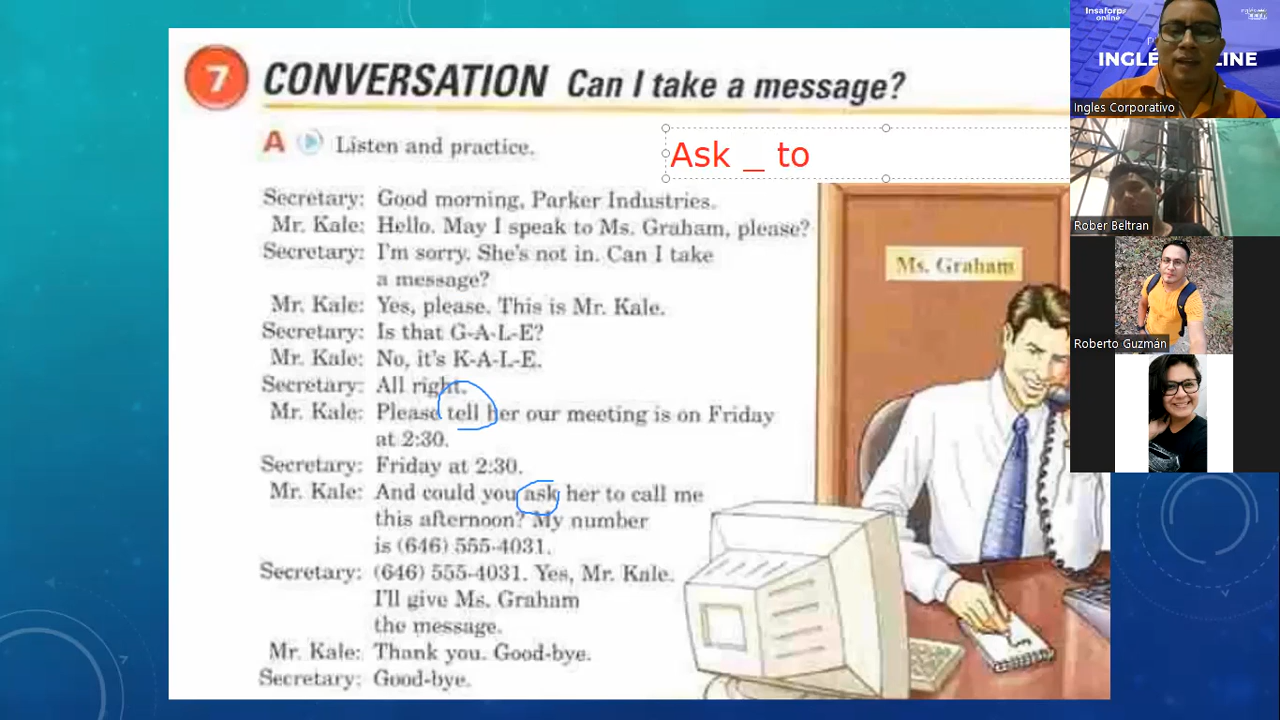 7 CONVERSATION Can I take a message?
A Listen and practice.
Ask _ to
Secretary: Good morning, Parker Industries.
Mr. Kale: Hello. May I speak to Ms. Graham, please?
Secretary: I'm sorry. She's not in. Can I take
a message?
Mr. Kale: Yes, please. This is Mr. Kale.
Secretary: Is that G-A-L-E?
Mr. Kale: No, it's K-A-L-E.
Secretary: All right.
Mr. Kale: Please tell her our meeting is on Friday
at 2:30.
Secretary: Friday at 2:30.
Mr. Kale: And could you ask her to call me
this afternoon? My number
is (646) 555-4031.
Secretary: (646) 555-4031. Yes, Mr. Kale.
I'll give Ms. Graham
the message.
Mr. Kale: Thank you. Good-bye.
Secretary: Good-bye.
Ms. Graham
Insaforp
online
Ingles Corporativo
Rober Beltran
Roberto Guzmán